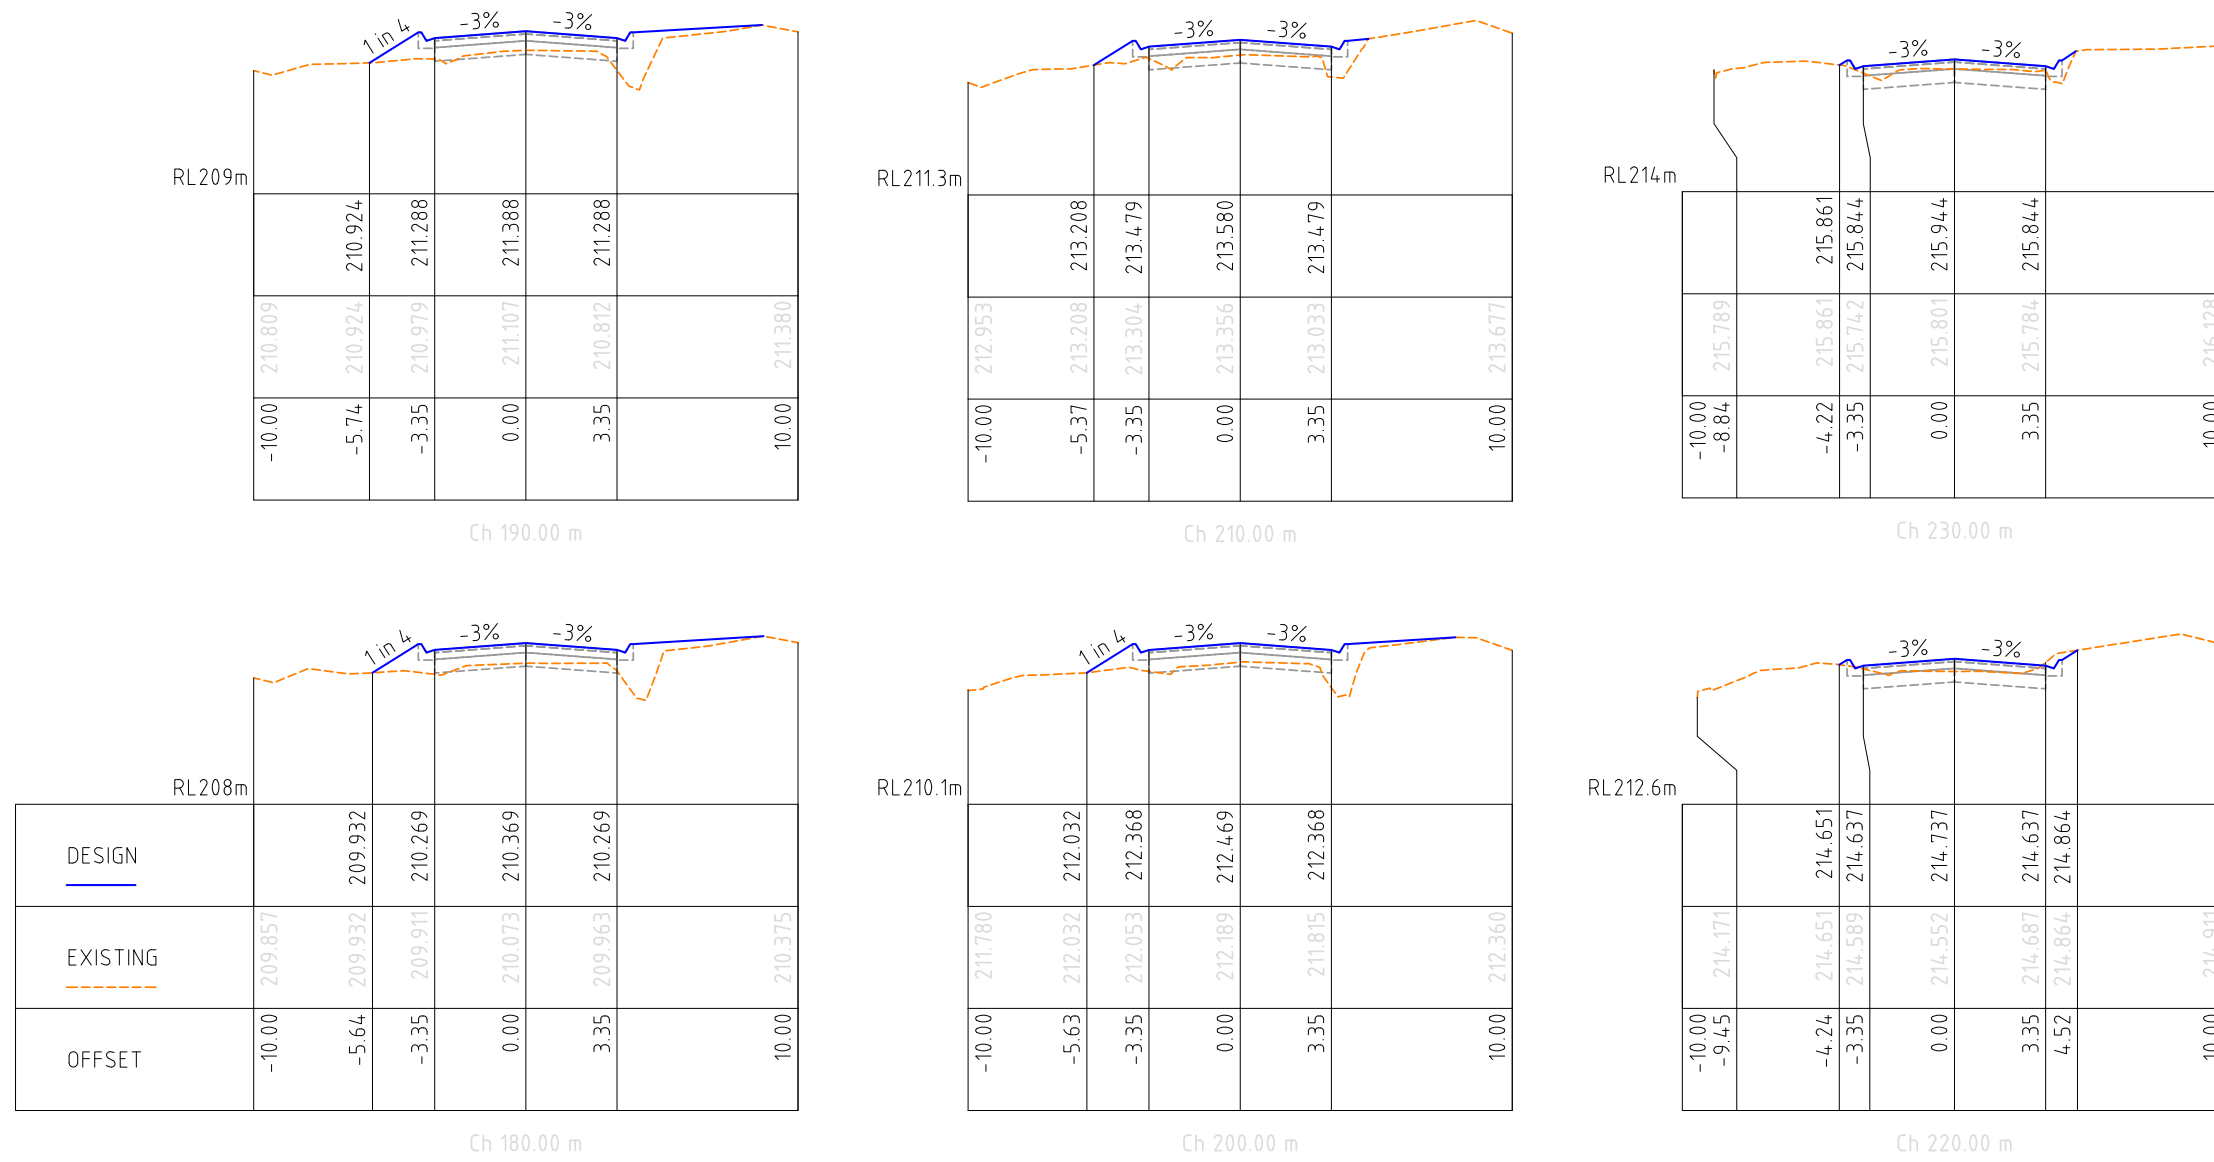 1 in 4 -3% -3%
RL209m
210.924 211.288 211.388 211.288
210.809 210.924 210.979 211.107 210.812 211.380
-10.00 -5.74 -3.35 0.00 3.35 10.00
Ch 190.00 m
-3% -3%
RL211.3m
213.208 213.479 213.580 213.479
212.953 213.208 213.304 213.356 213.033 213.677
-10.00 -5.37 -3.35 0.00 3.35 10.00
Ch 210.00 m
-3% -3%
RL214m
215.861 215.844 215.944 215.844
215.789 215.861 215.742 215.801 215.784 216.128
-10.00 -8.84 -4.22 -3.35 0.00 3.35 10.00
Ch 230.00 m
1 in 4 -3% -3%
RL208m
DESIGN 209.932 210.269 210.369 210.269
EXISTING 209.857 209.932 209.911 210.073 209.963 210.375
OFFSET -10.00 -5.64 -3.35 0.00 3.35 10.00
Ch 180.00 m
1 in 4 -3% -3%
RL210.1m
212.032 212.368 212.469 212.368
211.780 212.032 212.053 212.189 211.815 212.360
-10.00 -5.63 -3.35 0.00 3.35 10.00
Ch 200.00 m
-3% -3%
RL212.6m
214.651 214.637 214.737 214.637 214.864
214.171 214.651 214.589 214.552 214.687 214.864 214.911
-10.00 -9.45 -4.24 -3.35 0.00 3.35 4.52 10.00
Ch 220.00 m